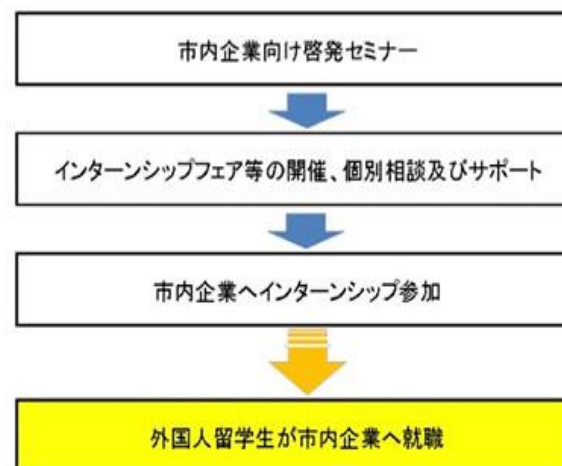 市内企業向け啓発セミナー
インターンシップフェア等の開催、個別相談及びサポート
市内企業へインターンシップ参加
外国人留学生が市内企業へ就職